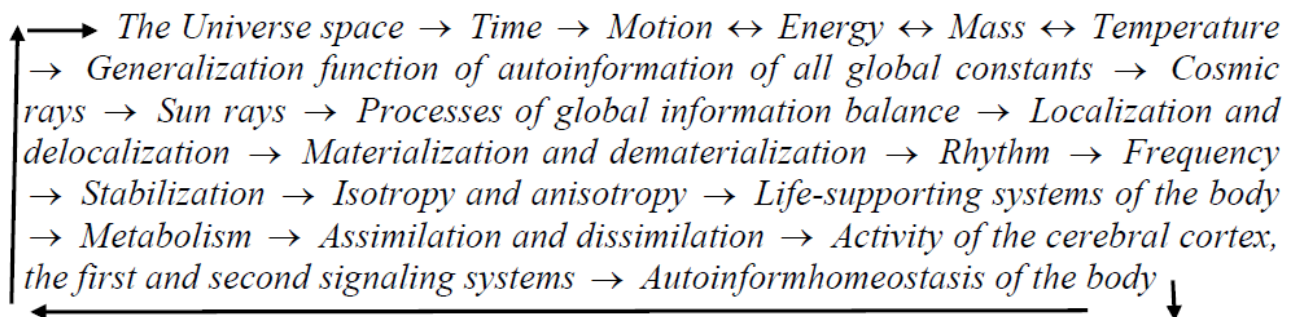 The Universe space → Time → Motion ↔ Energy ↔ Mass ↔ Temperature
→ Generalization function of autoinformation of all global constants → Cosmic
rays → Sun rays → Processes of global information balance → Localization and
delocalization → Materialization and dematerialization → Rhythm → Frequency
→ Stabilization → Isotropy and anisotropy → Life-supporting systems of the body
→ Metabolism → Assimilation and dissimilation → Activity of the cerebral cortex,
the first and second signaling systems → Autoinformhomeostasis of the body